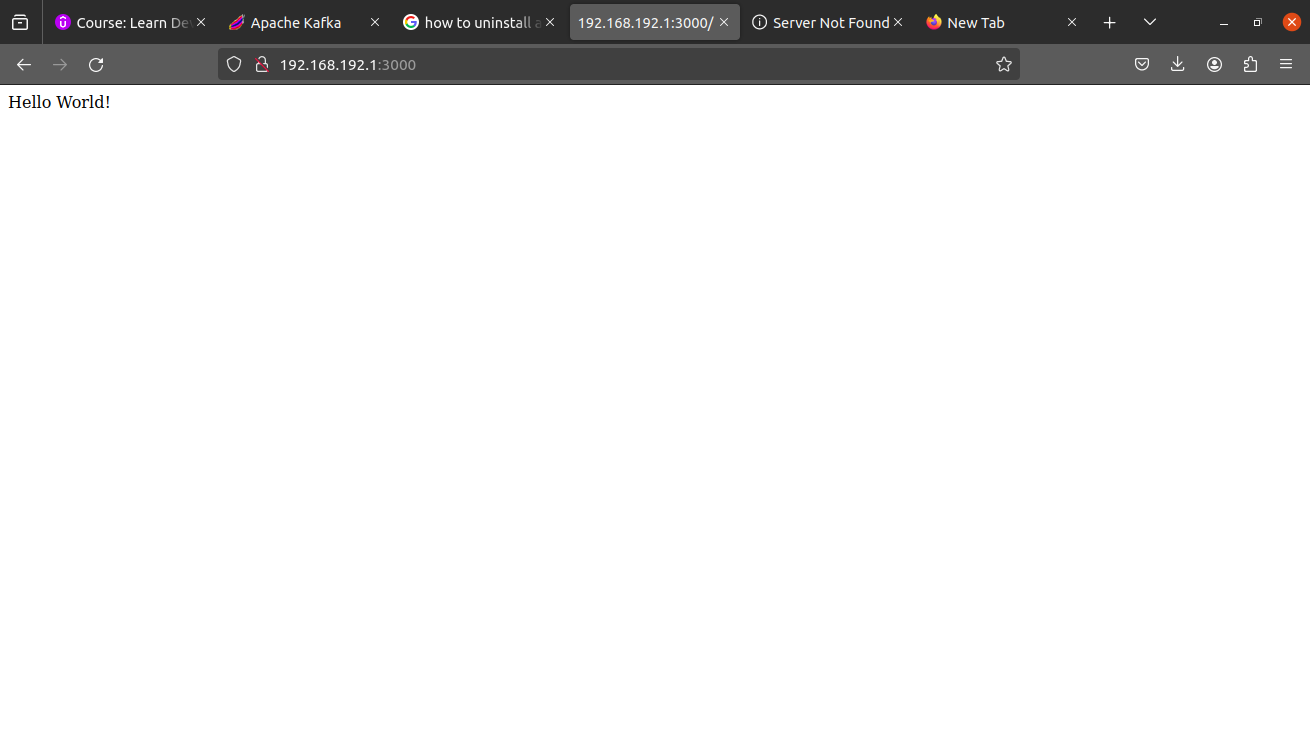 Course: Learn De
Apache Kafka
how to uninstall a
192.168.192.1:3000/
Server Not Found
New Tab
192.168.192.1:3000
Hello World!